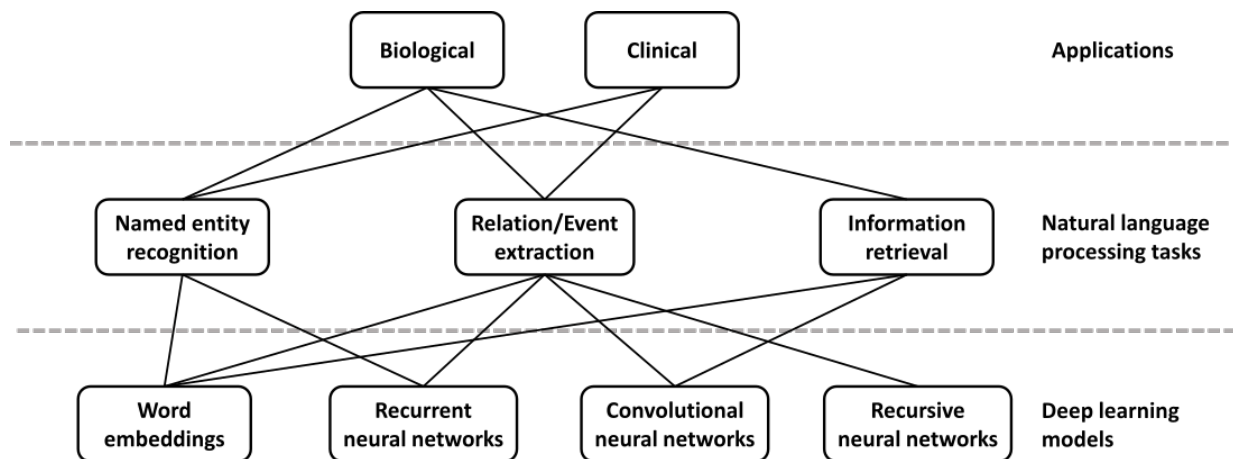 Biological
Clinical
Applications
Named entity
recognition
Relation/Event
extraction
Information
retrieval
Natural language
processing tasks
Word
embeddings
Recurrent
neural networks
Convolutional
neural networks
Recursive
neural networks
Deep learning
models